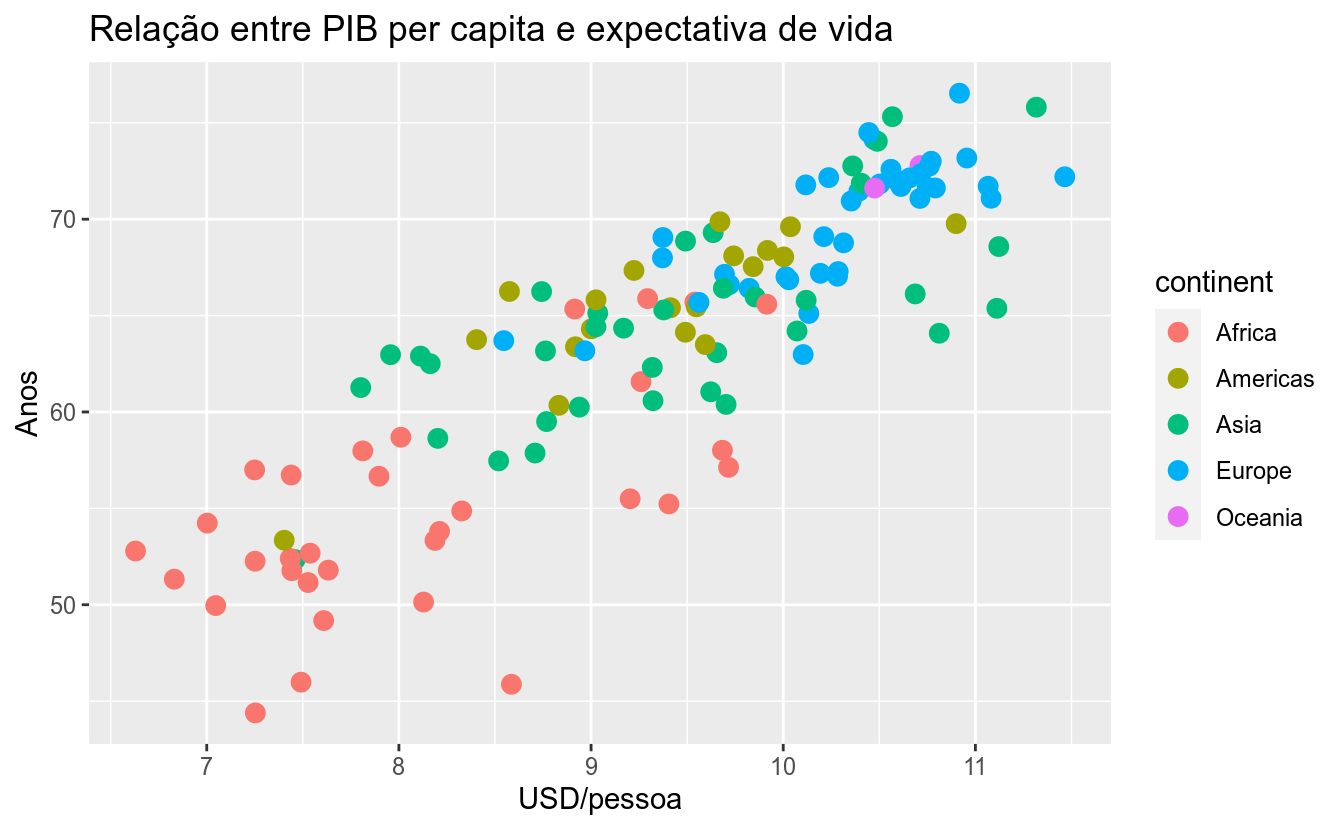 Relação entre PIB per capita e expectativa de vida
Anos
70
60
50
7 8 9 10 11
USD/pessoa
continent
Africa
Americas
Asia
Europe
Oceania